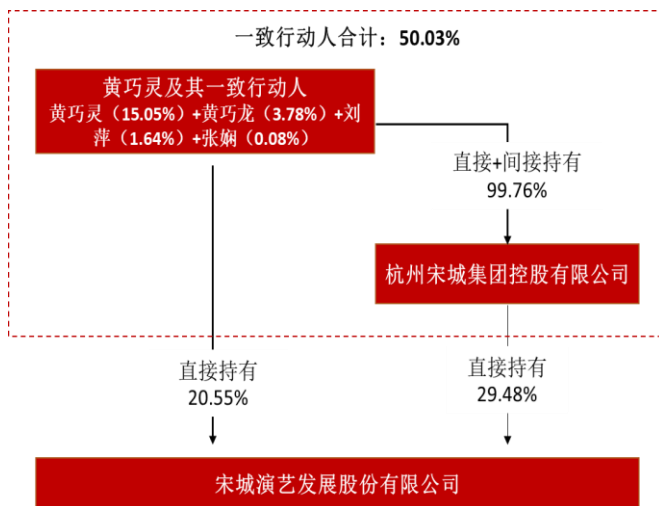 一致行动人合计：50.03%
黄巧灵及其一致行动人
黄巧灵（15.05%）+黄巧龙（3.78%）+刘
萍（1.64%）+张娴（0.08%）
直接+间接持有
99.76%
杭州宋城集团控股有限公司
直接持有
20.55%
直接持有
29.48%
宋城演艺发展股份有限公司